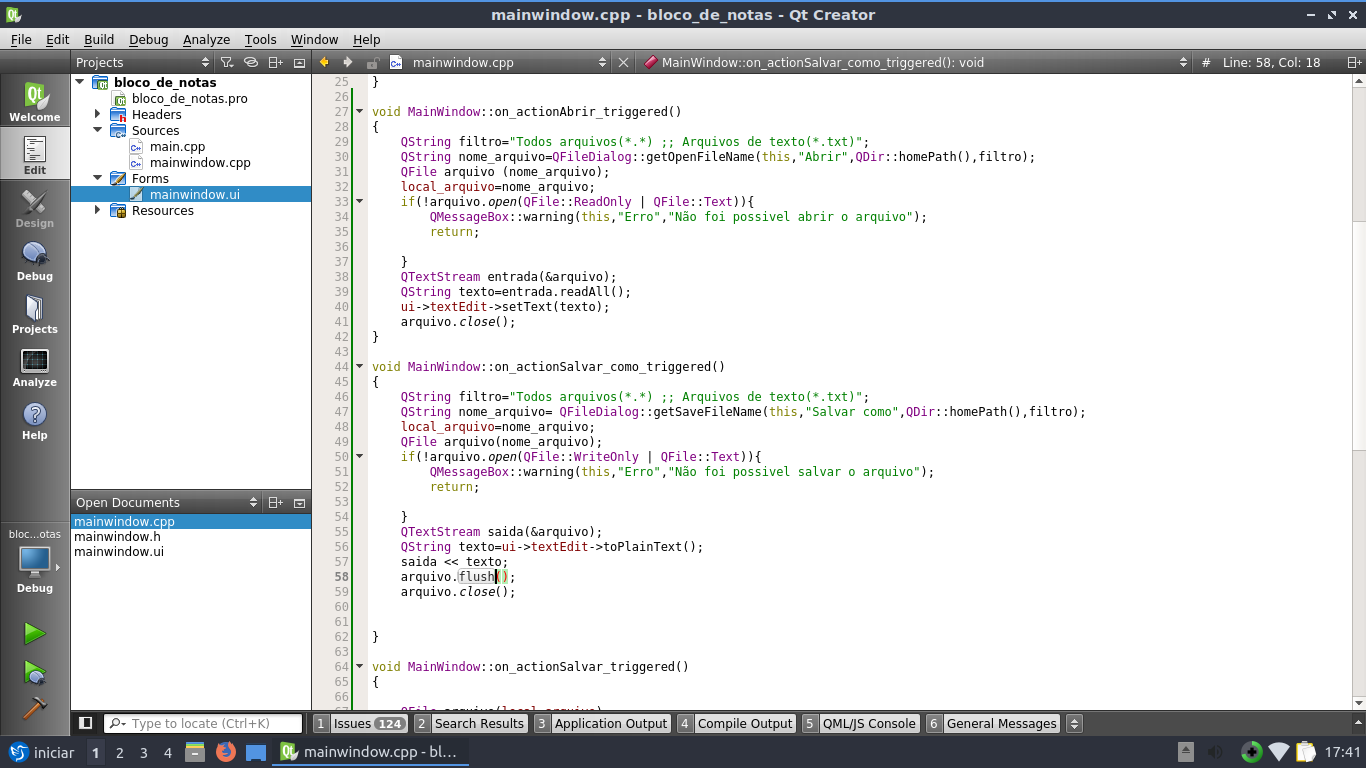 mainwindow.cpp - bloco_de_notas - Qt Creator
File Edit Build Debug Analyze Tools Window Help
Projects
mainwindow.cpp
MainWindow::on_actionSalvar_como_triggered(): void
# Line: 58, Col: 18
Welcome
Edit
Design
Debug
Projects
Analyze
Help
bloc...otas
Debug
bloco_de_notas
bloco_de_notas.pro
Headers
Sources
main.cpp
mainwindow.cpp
Forms
mainwindow.ui
Resources
Open Documents
mainwindow.cpp
mainwindow.h
mainwindow.ui
25 }
26
27 void MainWindow::on_actionAbrir_triggered()
28 {
29 QString filtro="Todos arquivos(*.*) ;; Arquivos de texto(*.txt)";
30 QString nome_arquivo=QFileDialog::getOpenFileName(this,"Abrir",QDir::homePath(),filtro);
31 QFile arquivo (nome_arquivo);
32 local_arquivo=nome_arquivo;
33 if(!arquivo.open(QFile::ReadOnly | QFile::Text)){
34 QMessageBox::warning(this,"Erro","Não foi possivel abrir o arquivo");
35 return;
36
37 }
38 QTextStream entrada(&arquivo);
39 QString texto=entrada.readAll();
40 ui->textEdit->setText(texto);
41 arquivo.close();
42 }
43
44 void MainWindow::on_actionSalvar_como_triggered()
45 {
46 QString filtro="Todos arquivos(*.*) ;; Arquivos de texto(*.txt)";
47 QString nome_arquivo= QFileDialog::getSaveFileName(this,"Salvar como",QDir::homePath(),filtro);
48 local_arquivo=nome_arquivo;
49 QFile arquivo(nome_arquivo);
50 if(!arquivo.open(QFile::WriteOnly | QFile::Text)){
51 QMessageBox::warning(this,"Erro","Não foi possivel salvar o arquivo");
52 return;
53
54 }
55 QTextStream saida(&arquivo);
56 QString texto=ui->textEdit->toPlainText();
57 saida << texto;
58 arquivo.flush();
59 arquivo.close();
60
61
62 }
63
64 void MainWindow::on_actionSalvar_triggered()
65 {
66
Type to locate (Ctrl+K)
1 Issues 124
2 Search Results
3 Application Output
4 Compile Output
5 QML/JS Console
6 General Messages
iniciar 1 2 3 4
mainwindow.cpp - bl...
17:41